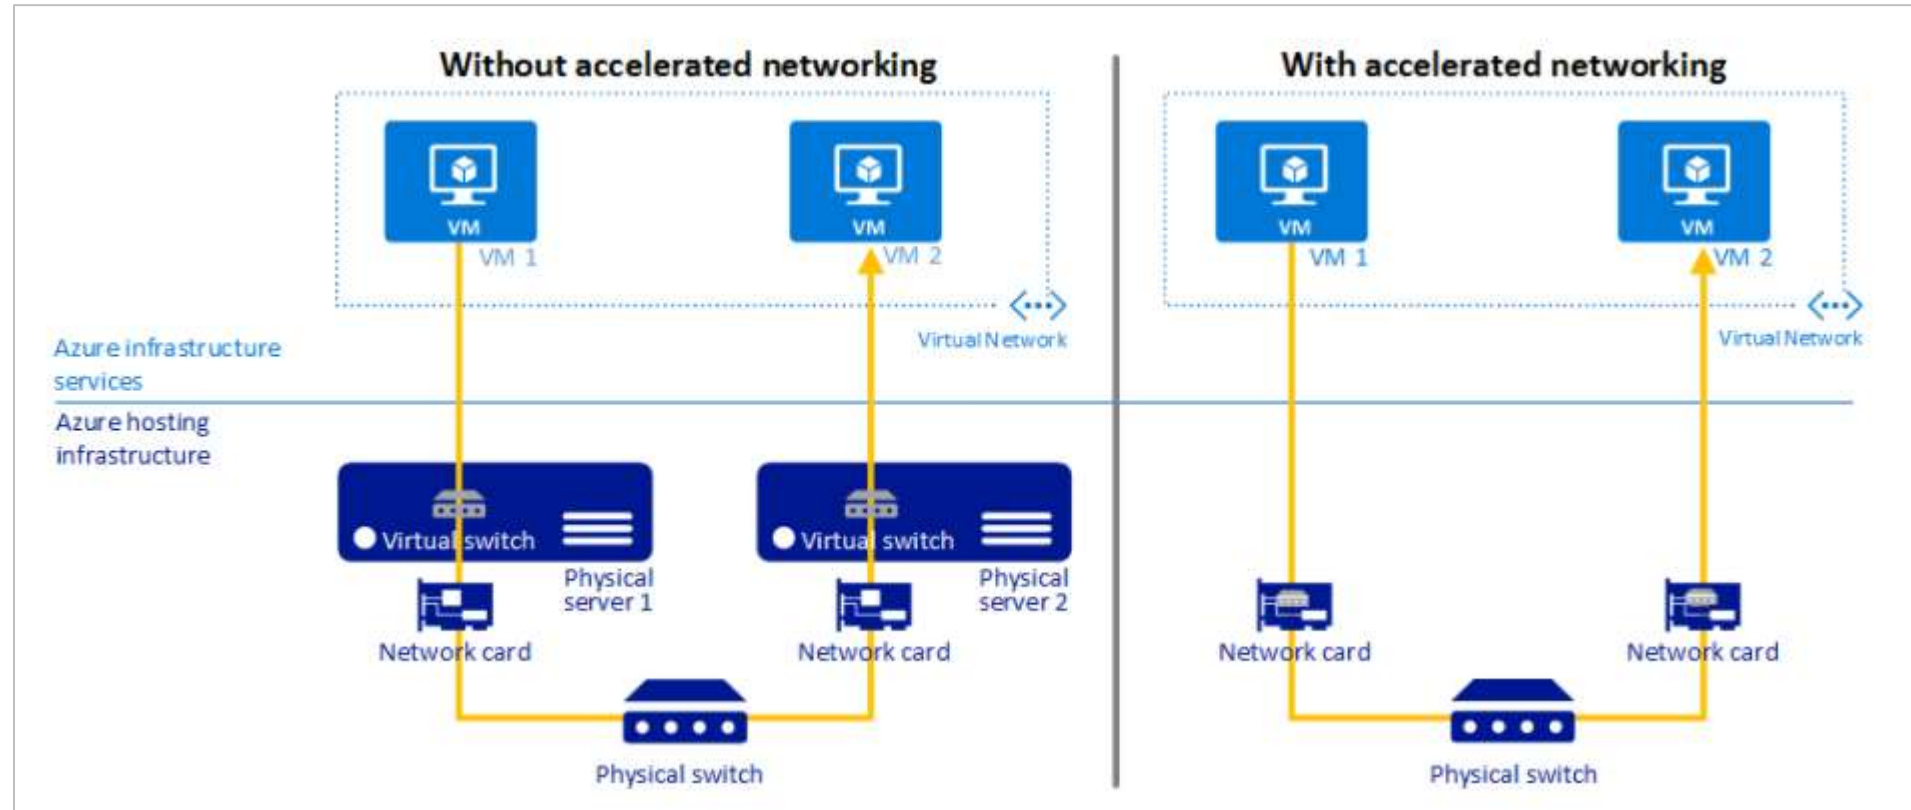 Without accelerated networking
With accelerated networking
VM
VM 1
VM
VM 2
VM
VM 1
VM
VM 2
Virtual Network
Virtual Network
Azure infrastructure
services
Azure hosting
infrastructure
Virtual switch
Physical
server 1
Virtual switch
Physical
server 2
Network card
Network card
Network card
Network card
Physical switch
Physical switch